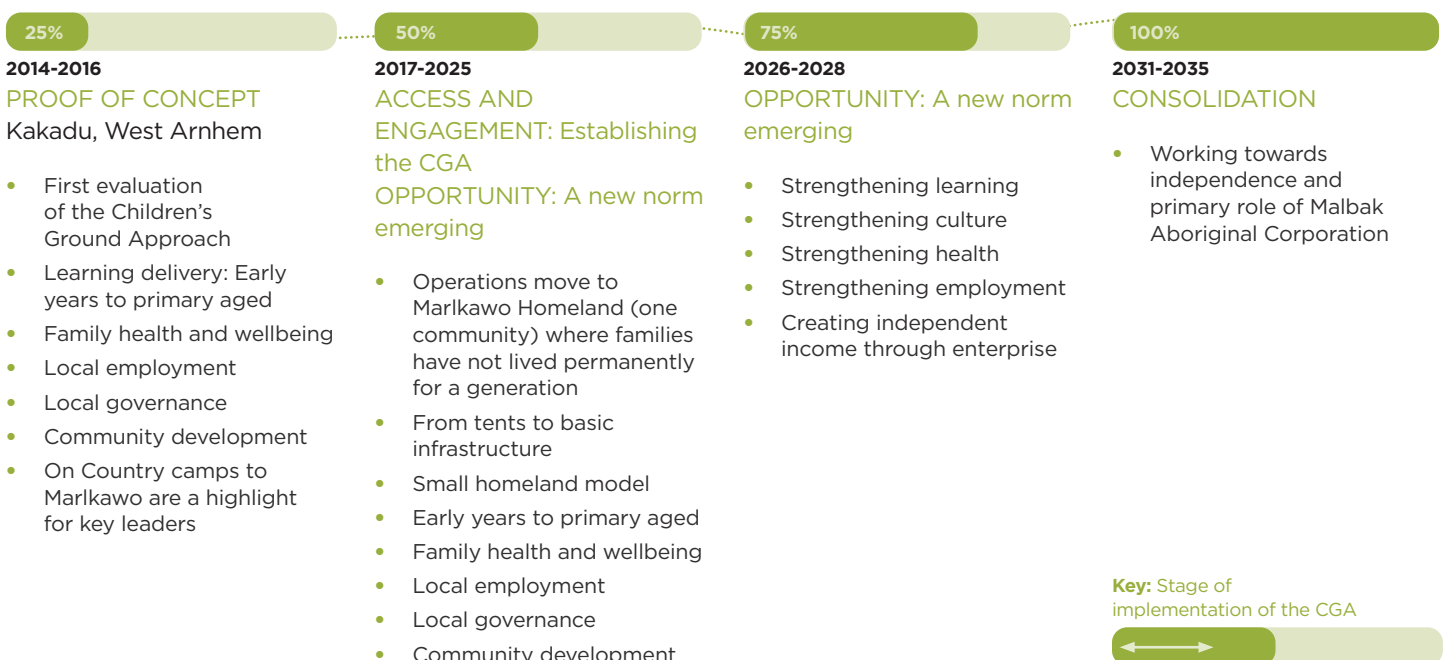 25%
2014-2016
PROOF OF CONCEPT
Kakadu, West Arnhem
• First evaluation
of the Children's
Ground Approach
• Learning delivery: Early
years to primary aged
• Family health and wellbeing
• Local employment
• Local governance
• Community development
• On Country camps to
Marlkawo are a highlight
for key leaders
50%
2017-2025
ACCESS AND
ENGAGEMENT: Establishing
the CGA
OPPORTUNITY: A new norm
emerging
• Operations move to
Marlkawo Homeland (one
community) where families
have not lived permanently
for a generation
• From tents to basic
infrastructure
• Small homeland model
• Early years to primary aged
• Family health and wellbeing
• Local employment
• Local governance
• Community development
75%
2026-2028
OPPORTUNITY: A new norm
emerging
• Strengthening learning
• Strengthening culture
• Strengthening health
• Strengthening employment
• Creating independent
income through enterprise
100%
2031-2035
CONSOLIDATION
• Working towards
independence and
primary role of Malbak
Aboriginal Corporation
Key: Stage of
implementation of the CGA